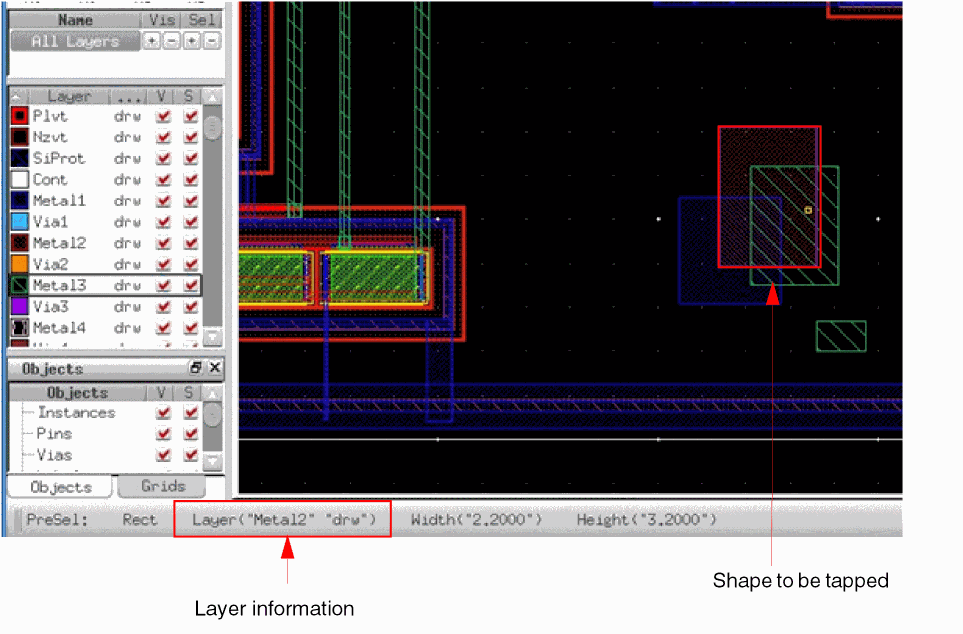 Name Vis Sel
All Layers + - + -
Layer ... V S
Plvt drw
Nzvt drw
SiProt drw
Cont drw
Metal1 drw
Via1 drw
Metal2 drw
Via2 drw
Metal3 drw
Via3 drw
Metal4 drw
Objects
Objects V S
Instances
Pins
Vias
Objects Grids
PreSel: Rect Layer("Metal2" "drw") Width("2.2000") Height("3.2000")
Shape to be tapped
Layer information